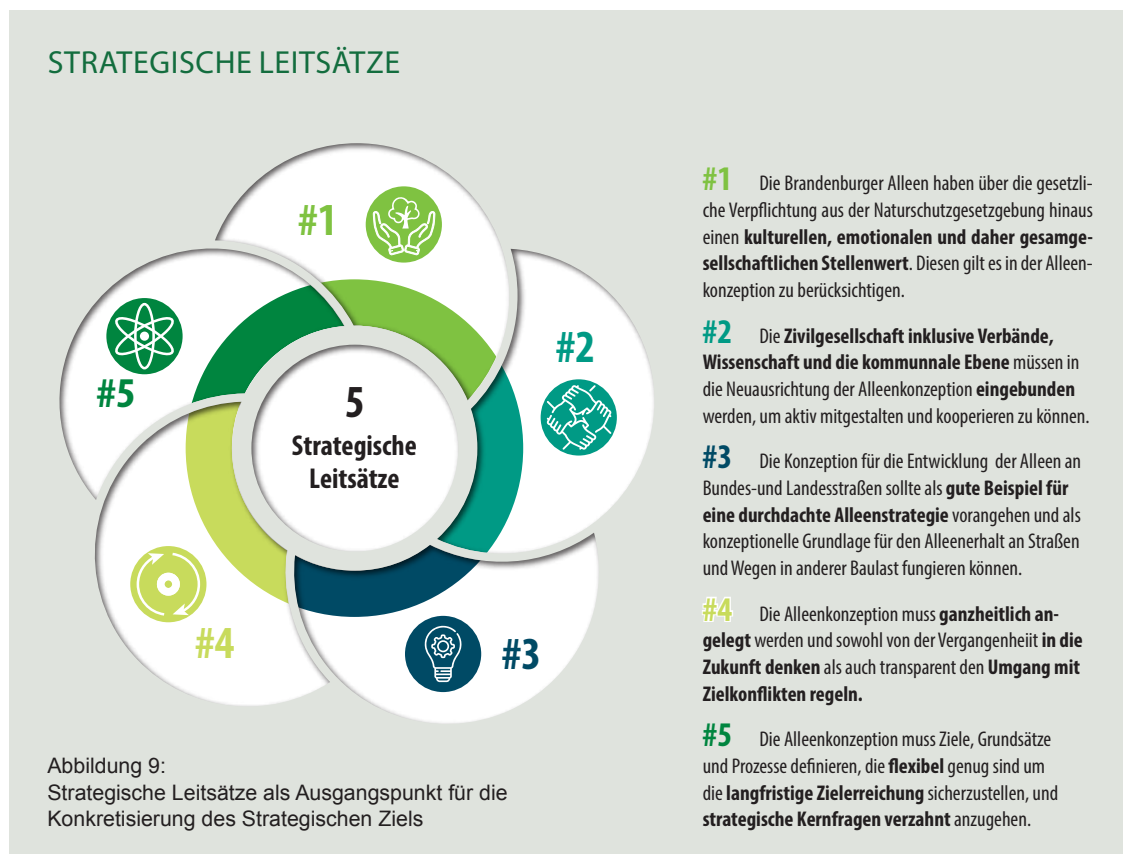 STRATEGISCHE LEITSÄTZE
#1
#2
#3
#4
#5
5
Strategische
Leitsätze
#1 Die Brandenburger Alleen haben über die gesetzli-
che Verpflichtung aus der Naturschutzgesetzgebung hinaus
einen kulturellen, emotionalen und daher gesamge-
sellschaftlichen Stellenwert. Diesen gilt es in der Alleen-
konzeption zu berücksichtigen.
#2 Die Zivilgesellschaft inklusive Verbände,
Wissenschaft und die kommunnale Ebene müssen in
die Neuausrichtung der Alleenkonzeption eingebunden
werden, um aktiv mitgestalten und kooperieren zu können.
#3 Die Konzeption für die Entwicklung der Alleen an
Bundes-und Landesstraßen sollte als gute Beispiel für
eine durchdachte Alleenstrategie vorangehen und als
konzeptionelle Grundlage für den Alleenerhalt an Straßen
und Wegen in anderer Baulast fungieren können.
#4 Die Alleenkonzeption muss ganzheitlich an-
gelegt werden und sowohl von der Vergangenheiit in die
Zukunft denken als auch transparent den Umgang mit
Zielkonflikten regeln.
#5 Die Alleenkonzeption muss Ziele, Grundsätze
und Prozesse definieren, die flexibel genug sind um
die langfristige Zielerreichung sicherzustellen, und
strategische Kernfragen verzahnt anzugehen.
Abbildung 9:
Strategische Leitsätze als Ausgangspunkt für die
Konkretisierung des Strategischen Ziels